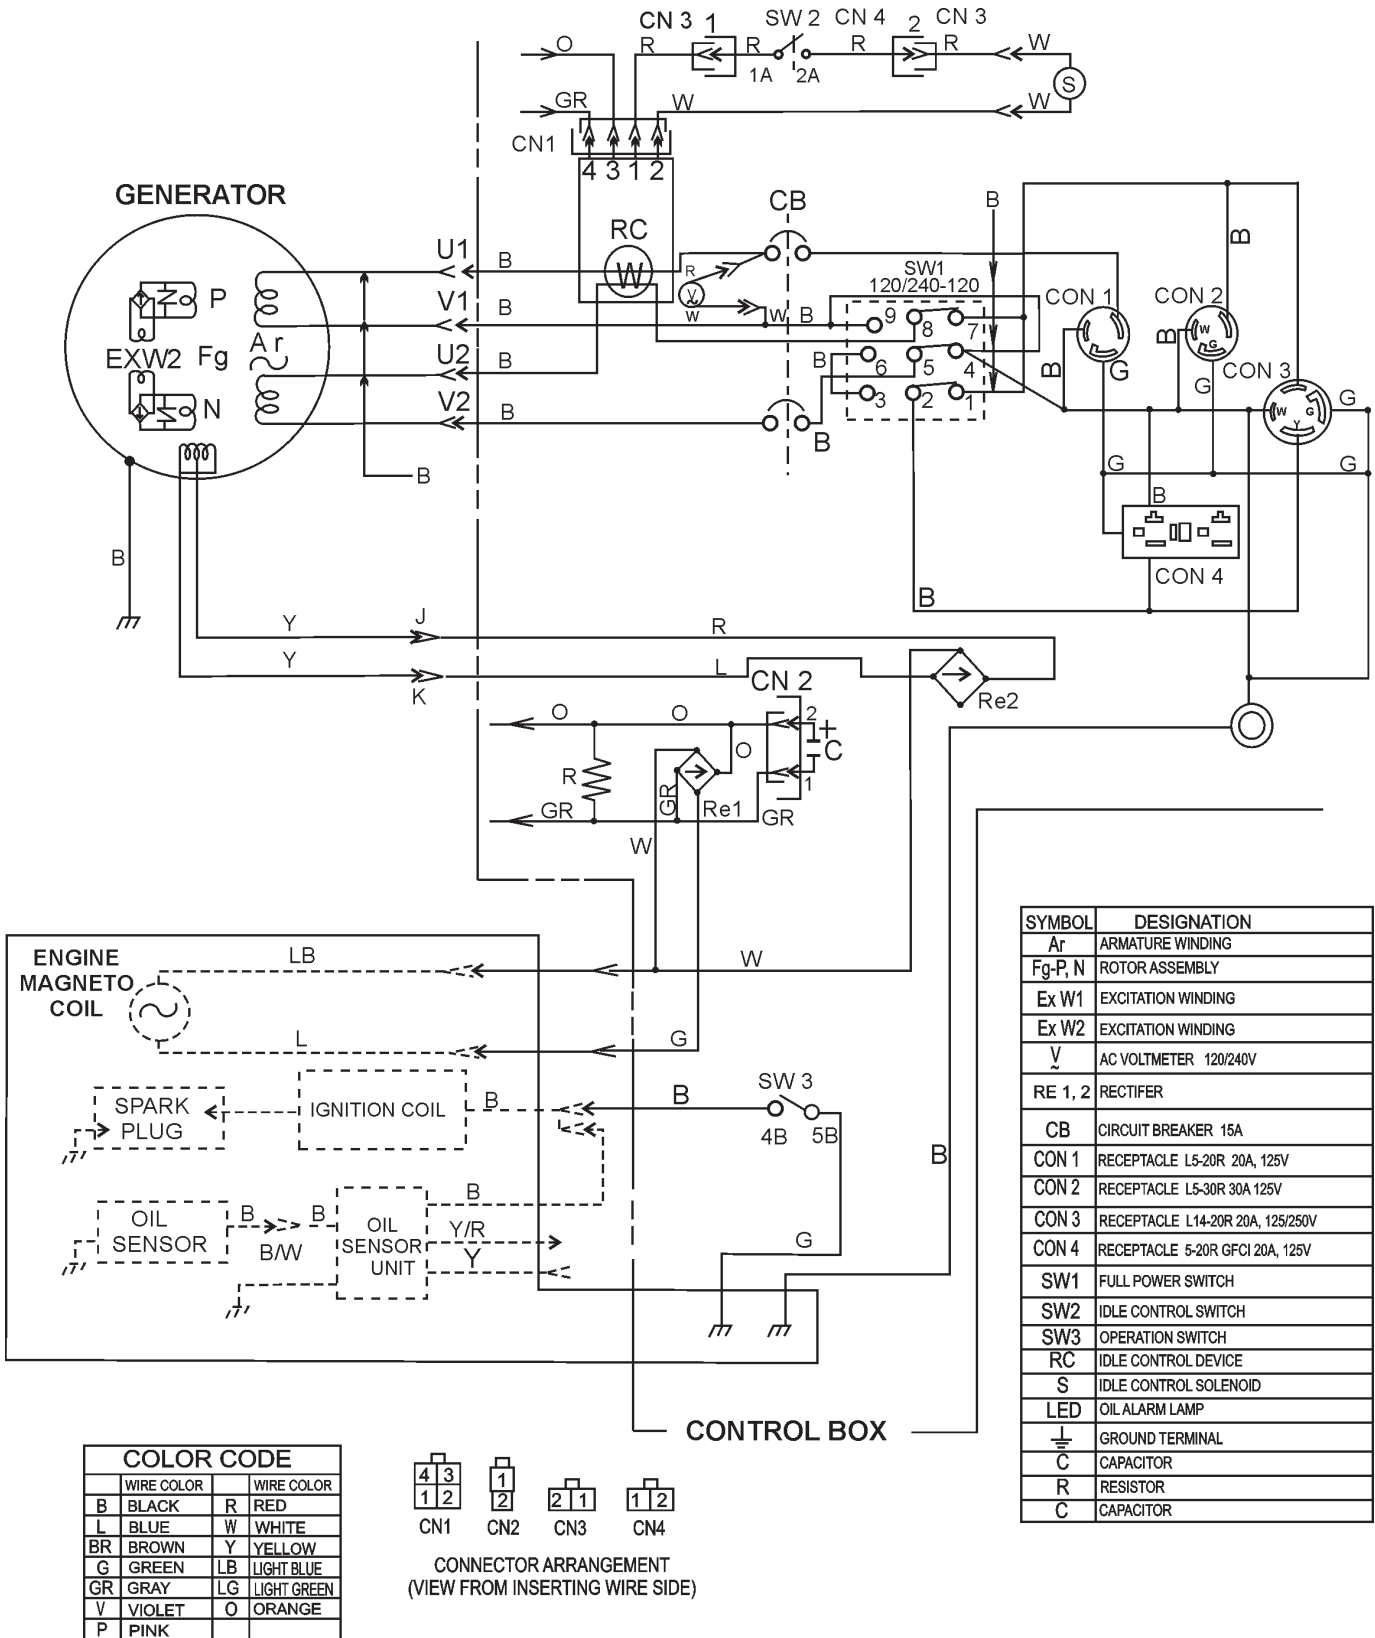 CN 3 1 SW 2 CN 4 2 CN 3
O R R R R W
1A 2A
S
GR W W
CN1
4 3 1 2
GENERATOR
CB
B
RC
U1 B W R
V
W
SW1
120/240-120
B
CON 1 CON 2
P
V1 B W B 9 8 7
W
G
B B
EXW2 Fg Ar
U2 B B 6 5 4
G
CON 3
G
N
V2 B 3 2 1
W G
Y
G
B
B
G G
B
B
CON 4
B
Y J R
Y K L
CN 2
Re2
O O 2
+
O C
R
GR
1
GR Re1 GR
W
ENGINE
MAGNETO
COIL
LB W
L G
SPARK
PLUG
IGNITION COIL
B B
SW 3
4B 5B
B
OIL
SENSOR
B B
B/W
OIL
SENSOR
UNIT
B
Y/R
Y
G
CONTROL BOX
SYMBOL DESIGNATION
Ar ARMATURE WINDING
Fg-P, N ROTOR ASSEMBLY
Ex W1 EXCITATION WINDING
Ex W2 EXCITATION WINDING
V AC VOLTMETER 120/240V
RE 1, 2 RECTIFER
CB CIRCUIT BREAKER 15A
CON 1 RECEPTACLE L5-20R 20A, 125V
CON 2 RECEPTACLE L5-30R 30A 125V
CON 3 RECEPTACLE L14-20R 20A, 125/250V
CON 4 RECEPTACLE 5-20R GFCI 20A, 125V
SW1 FULL POWER SWITCH
SW2 IDLE CONTROL SWITCH
SW3 OPERATION SWITCH
RC IDLE CONTROL DEVICE
S IDLE CONTROL SOLENOID
LED OIL ALARM LAMP
GROUND TERMINAL
C CAPACITOR
R RESISTOR
C CAPACITOR
COLOR CODE
WIRE COLOR WIRE COLOR
B BLACK R RED
L BLUE W WHITE
BR BROWN Y YELLOW
G GREEN LB LIGHT BLUE
GR GRAY LG LIGHT GREEN
V VIOLET O ORANGE
P PINK
4 3
1 2
CN1
1
2
CN2
2 1
CN3
1 2
CN4
CONNECTOR ARRANGEMENT
(VIEW FROM INSERTING WIRE SIDE)